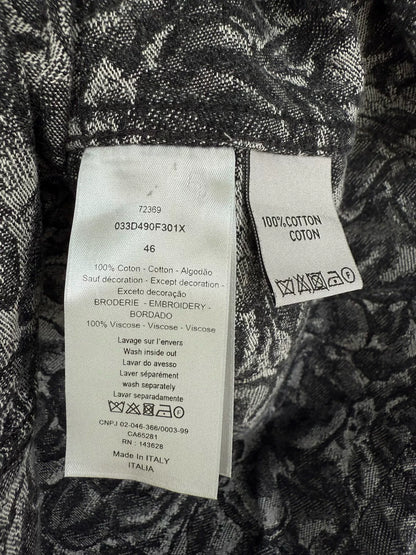 72369
033D490F301X
46
100% Coton - Cotton - Algodão
Sauf décoration - Except decoration -
Exceto decoração
BRODERIE - EMBROIDERY -
BORDADO
100% Viscose - Viscose - Viscose
Lavage sur l'envers
Wash inside out
Lavar do avesso
Laver séparément
wash separately
Lavar separadamente
CNPJ 02-046-366/0003-99
CA65281
RN : 143628
Made In ITALY
ITALIA
100% COTTON
COTON